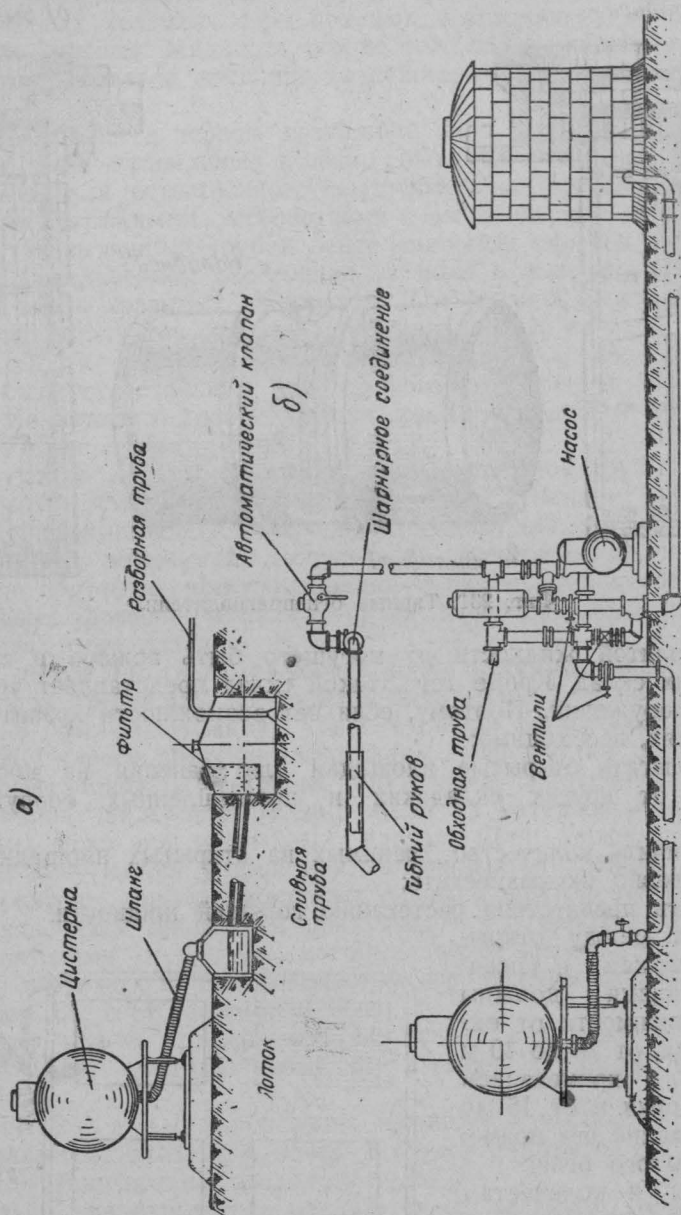 а)
Цистерна
Шланг
Лоток
Сливная
труба
Фильтр
Разборная труба
Автоматический клапан
б)
Шарнирное соединение
Гибкий рукав
Обходная труба
Вентили
Насос